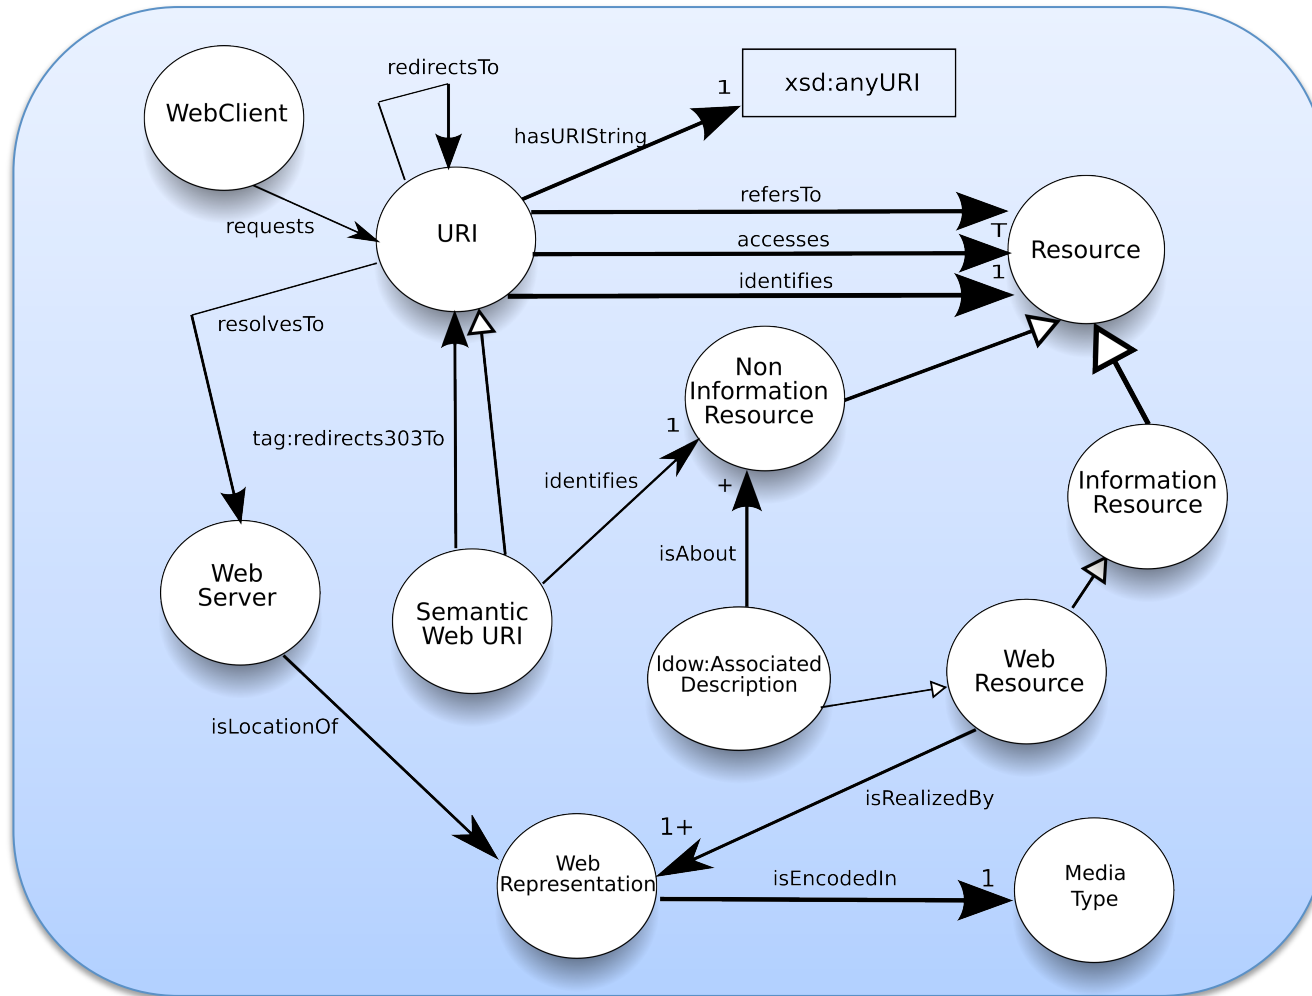 redirectsTo
xsd:anyURI
1
WebClient
hasURIString
refersTo
requests
URI
accesses
Resource
1
identifies
resolvesTo
Non
Information
Resource
1
tag:redirects303To
identifies
+
Information
Resource
isAbout
Web
Server
Semantic
Web URI
ldow:Associated
Description
Web
Resource
isLocationOf
isRealizedBy
1+
Web
Representation
isEncodedIn
1
Media
Type